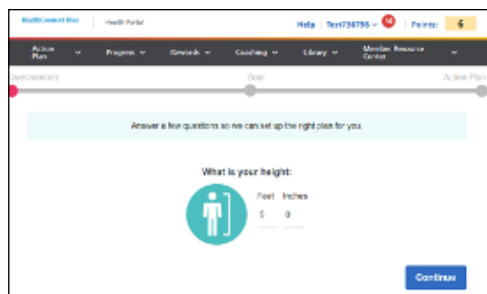 Health Portal
Help Test736795
Points: 6
Action Plan Progress Rewards Coaching Library Member Resource Center
Questionnaire Goal Action Plan
Answer a few questions so we can set up the right plan for you.
What is your height:
Feet Inches
5 0
Continue